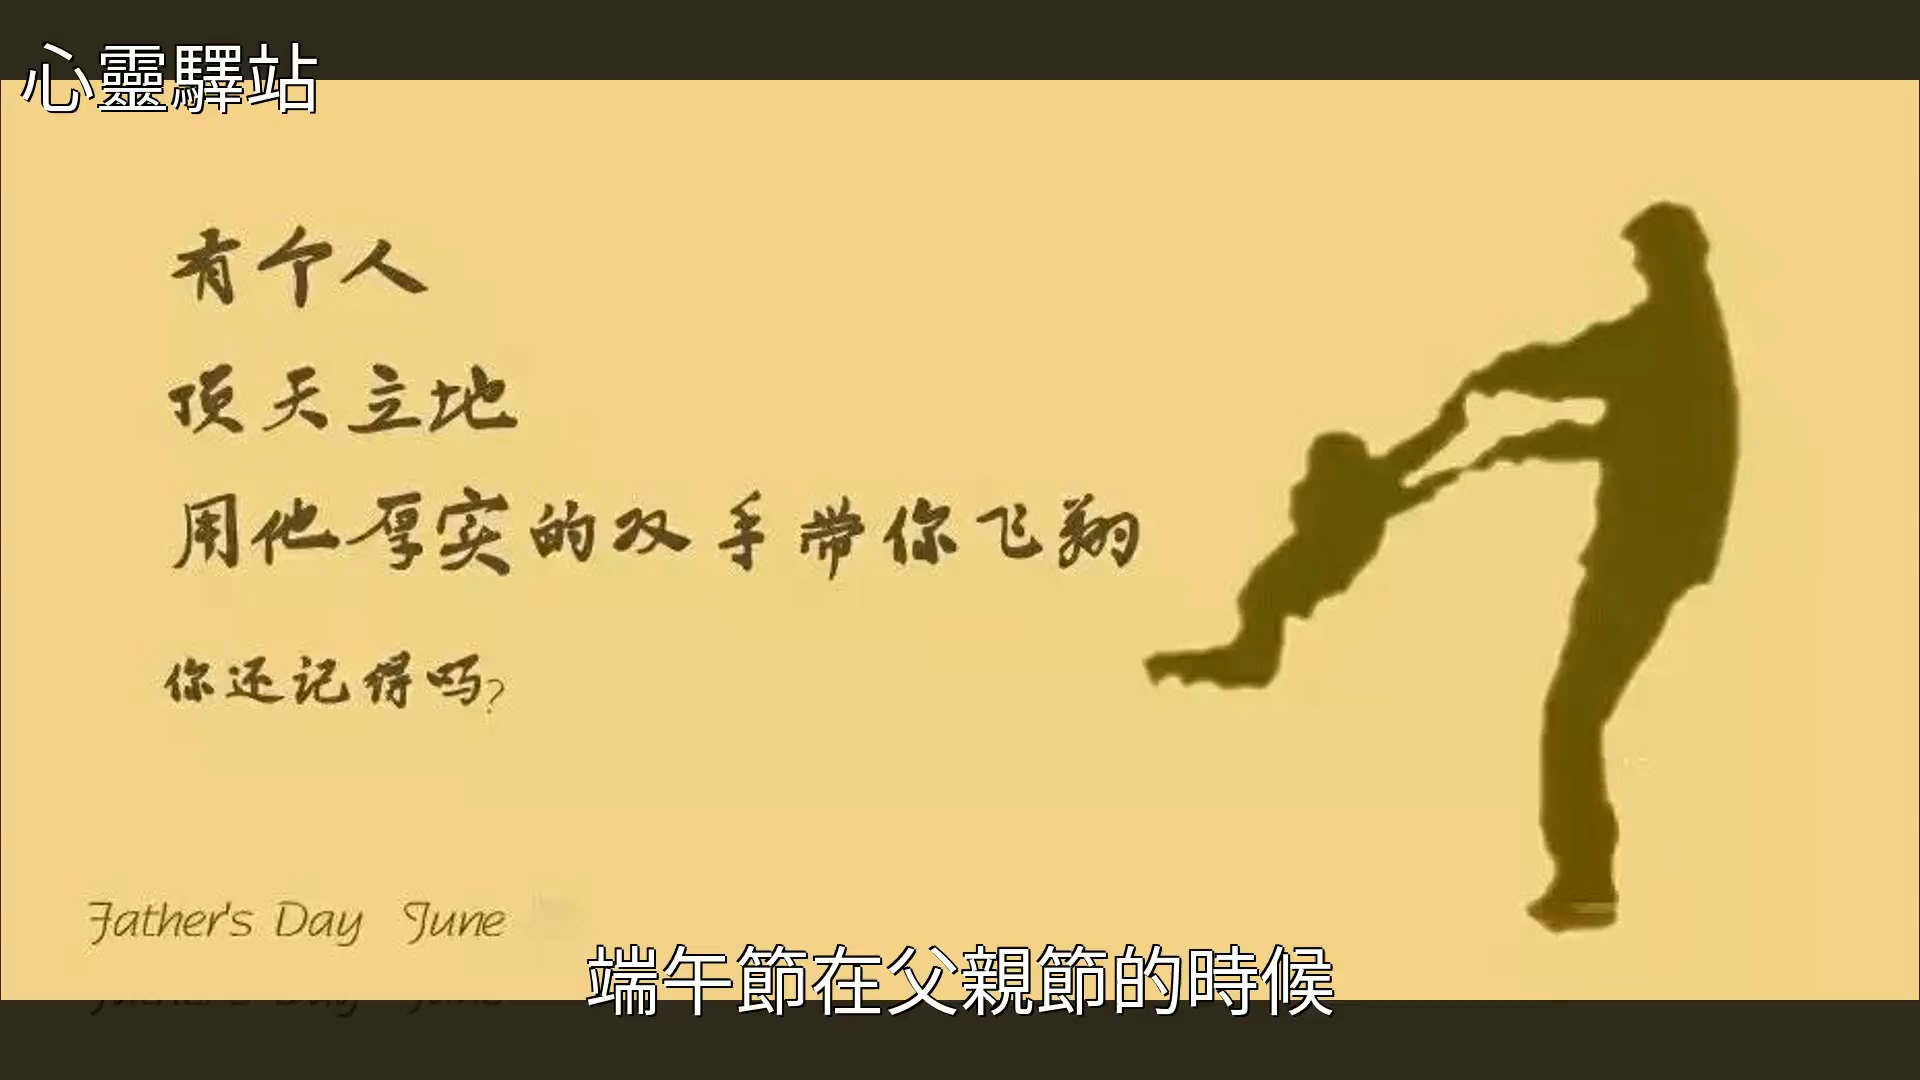 心靈驛站
有个人
顶天立地
用他厚实的双手带你飞翔
你还记得吗?
Father's Day June
端午節在父親節的時候